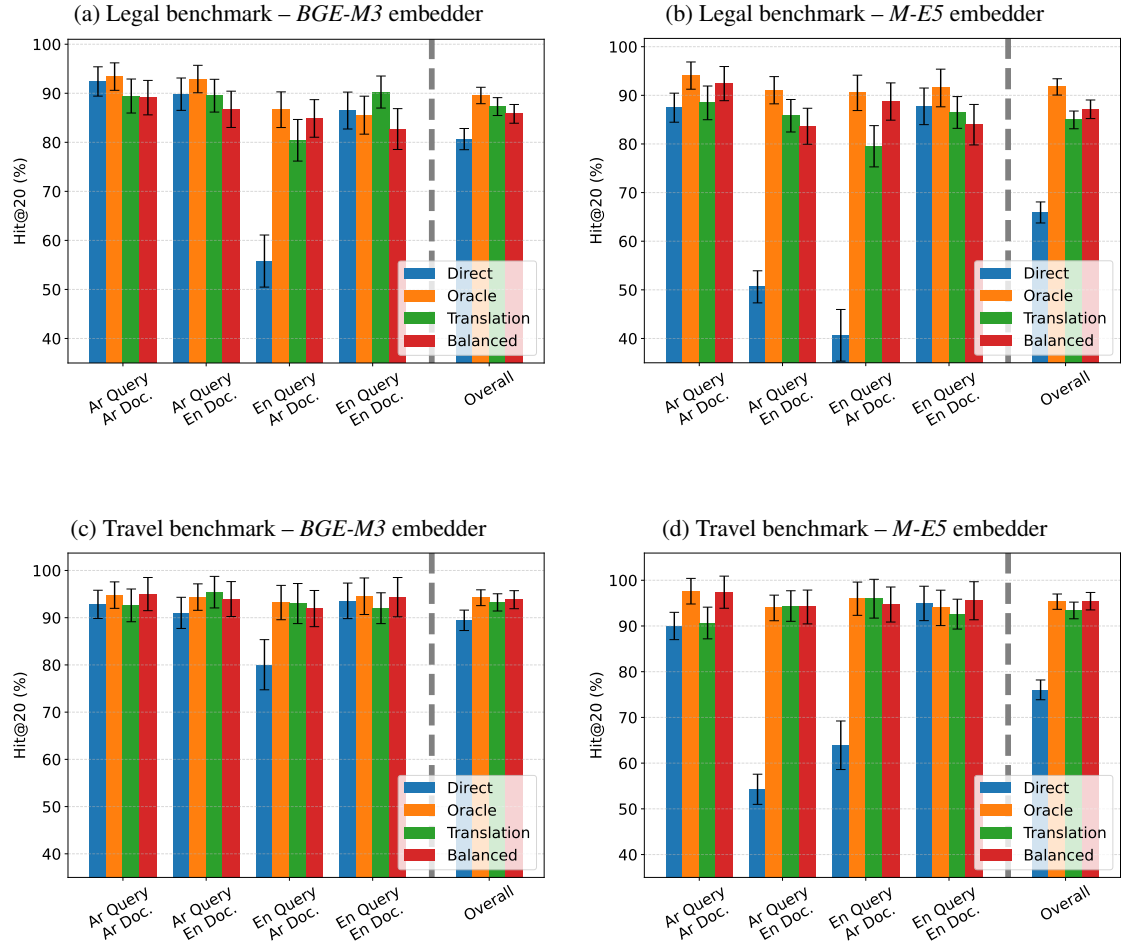 (a) Legal benchmark – BGE-M3 embedder
100
90
80
70
60
50
40
Hit@20 (%)
Direct
Oracle
Translation
Balanced
Ar Query
Ar Doc.
Ar Query
En Doc.
En Query
Ar Doc.
En Query
En Doc.
Overall
(b) Legal benchmark – M-E5 embedder
100
90
80
70
60
50
40
Hit@20 (%)
Direct
Oracle
Translation
Balanced
Ar Query
Ar Doc.
Ar Query
En Doc.
En Query
Ar Doc.
En Query
En Doc.
Overall
(c) Travel benchmark – BGE-M3 embedder
100
90
80
70
60
50
40
Hit@20 (%)
Direct
Oracle
Translation
Balanced
Ar Query
Ar Doc.
Ar Query
En Doc.
En Query
Ar Doc.
En Query
En Doc.
Overall
(d) Travel benchmark – M-E5 embedder
100
90
80
70
60
50
40
Hit@20 (%)
Direct
Oracle
Translation
Balanced
Ar Query
Ar Doc.
Ar Query
En Doc.
En Query
Ar Doc.
En Query
En Doc.
Overall